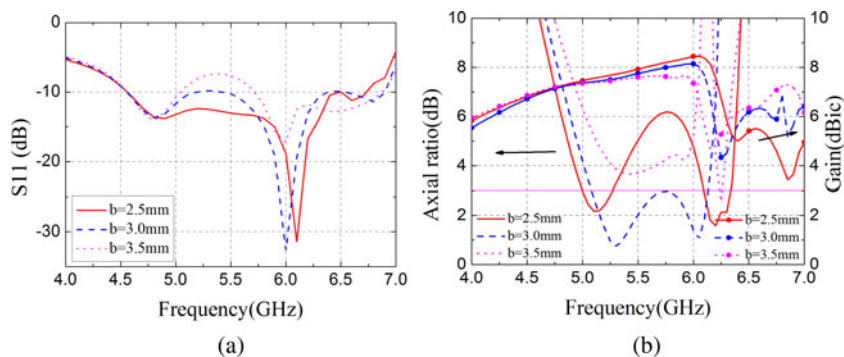 0
-10
-20
-30
S11 (dB)
b=2.5mm
b=3.0mm
b=3.5mm
4.0 4.5 5.0 5.5 6.0 6.5 7.0
Frequency(GHz)
(a)
10
8
6
4
2
0
Axial ratio(dB)
b=2.5mm
b=3.0mm
b=3.5mm
b=2.5mm
b=3.0mm
b=3.5mm
10
8
6
4
2
0
Gain(dBic)
4.0 4.5 5.0 5.5 6.0 6.5 7.0
Frequency(GHz)
(b)